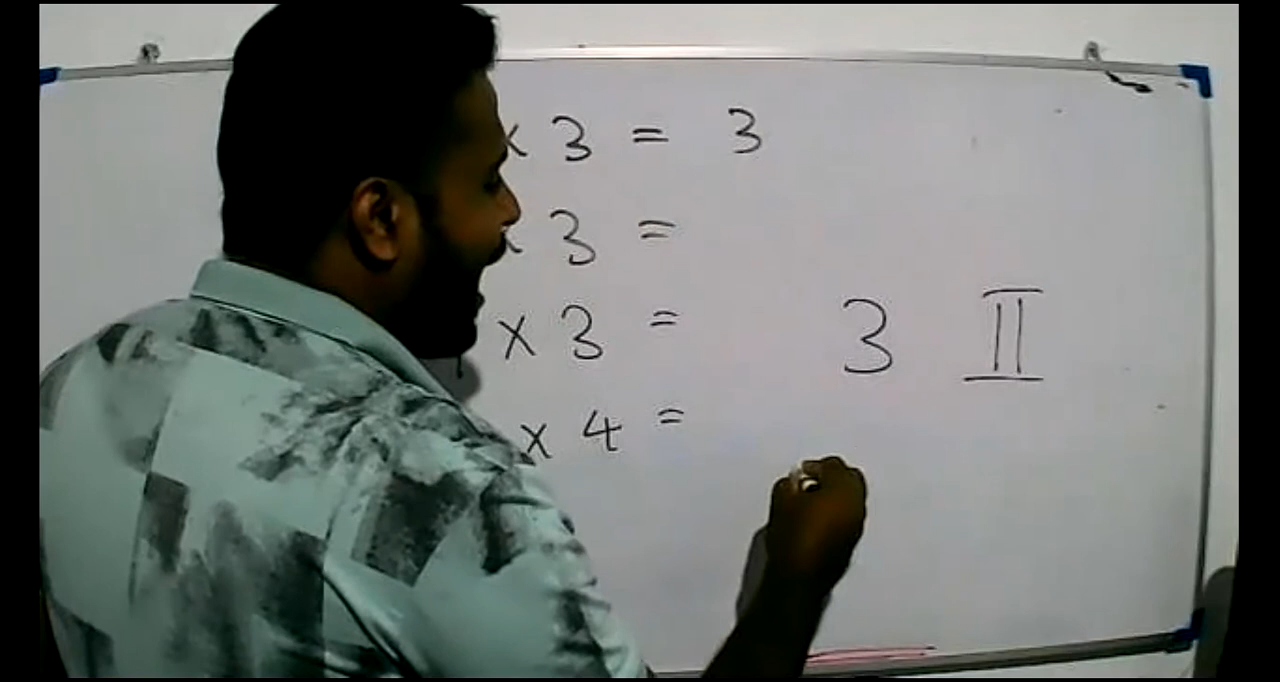 × 3 = 3
× 3 =
× 3 =
3 II
× 4 =